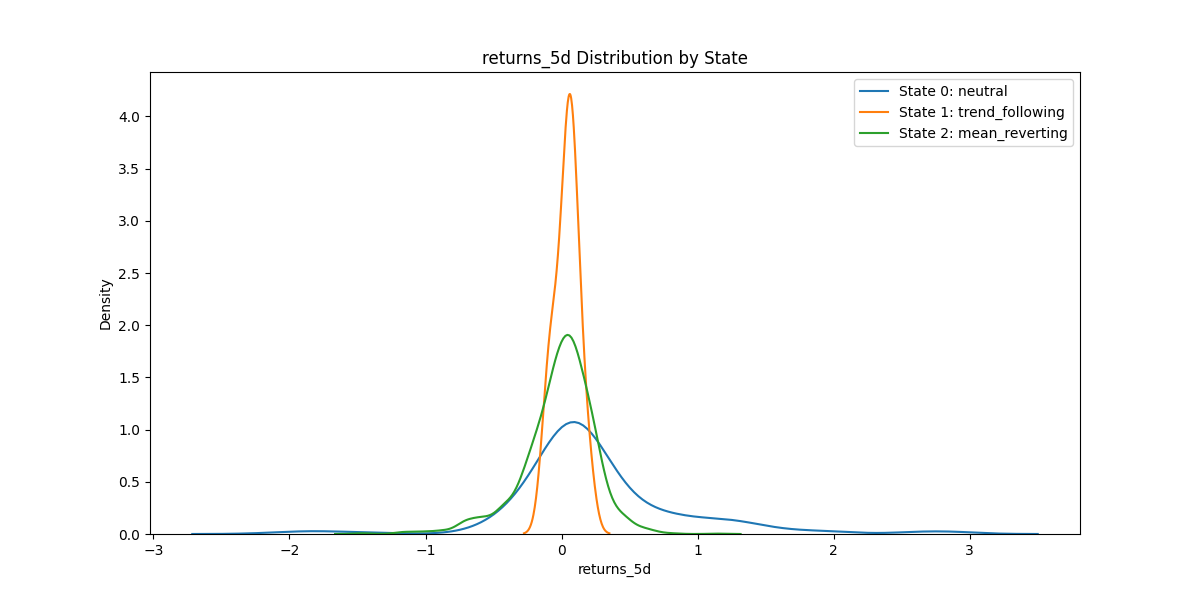 returns_5d Distribution by State
State 0: neutral
State 1: trend_following
State 2: mean_reverting
Density
4.0
3.5
3.0
2.5
2.0
1.5
1.0
0.5
0.0
−3
−2
−1
0
1
2
3
returns_5d